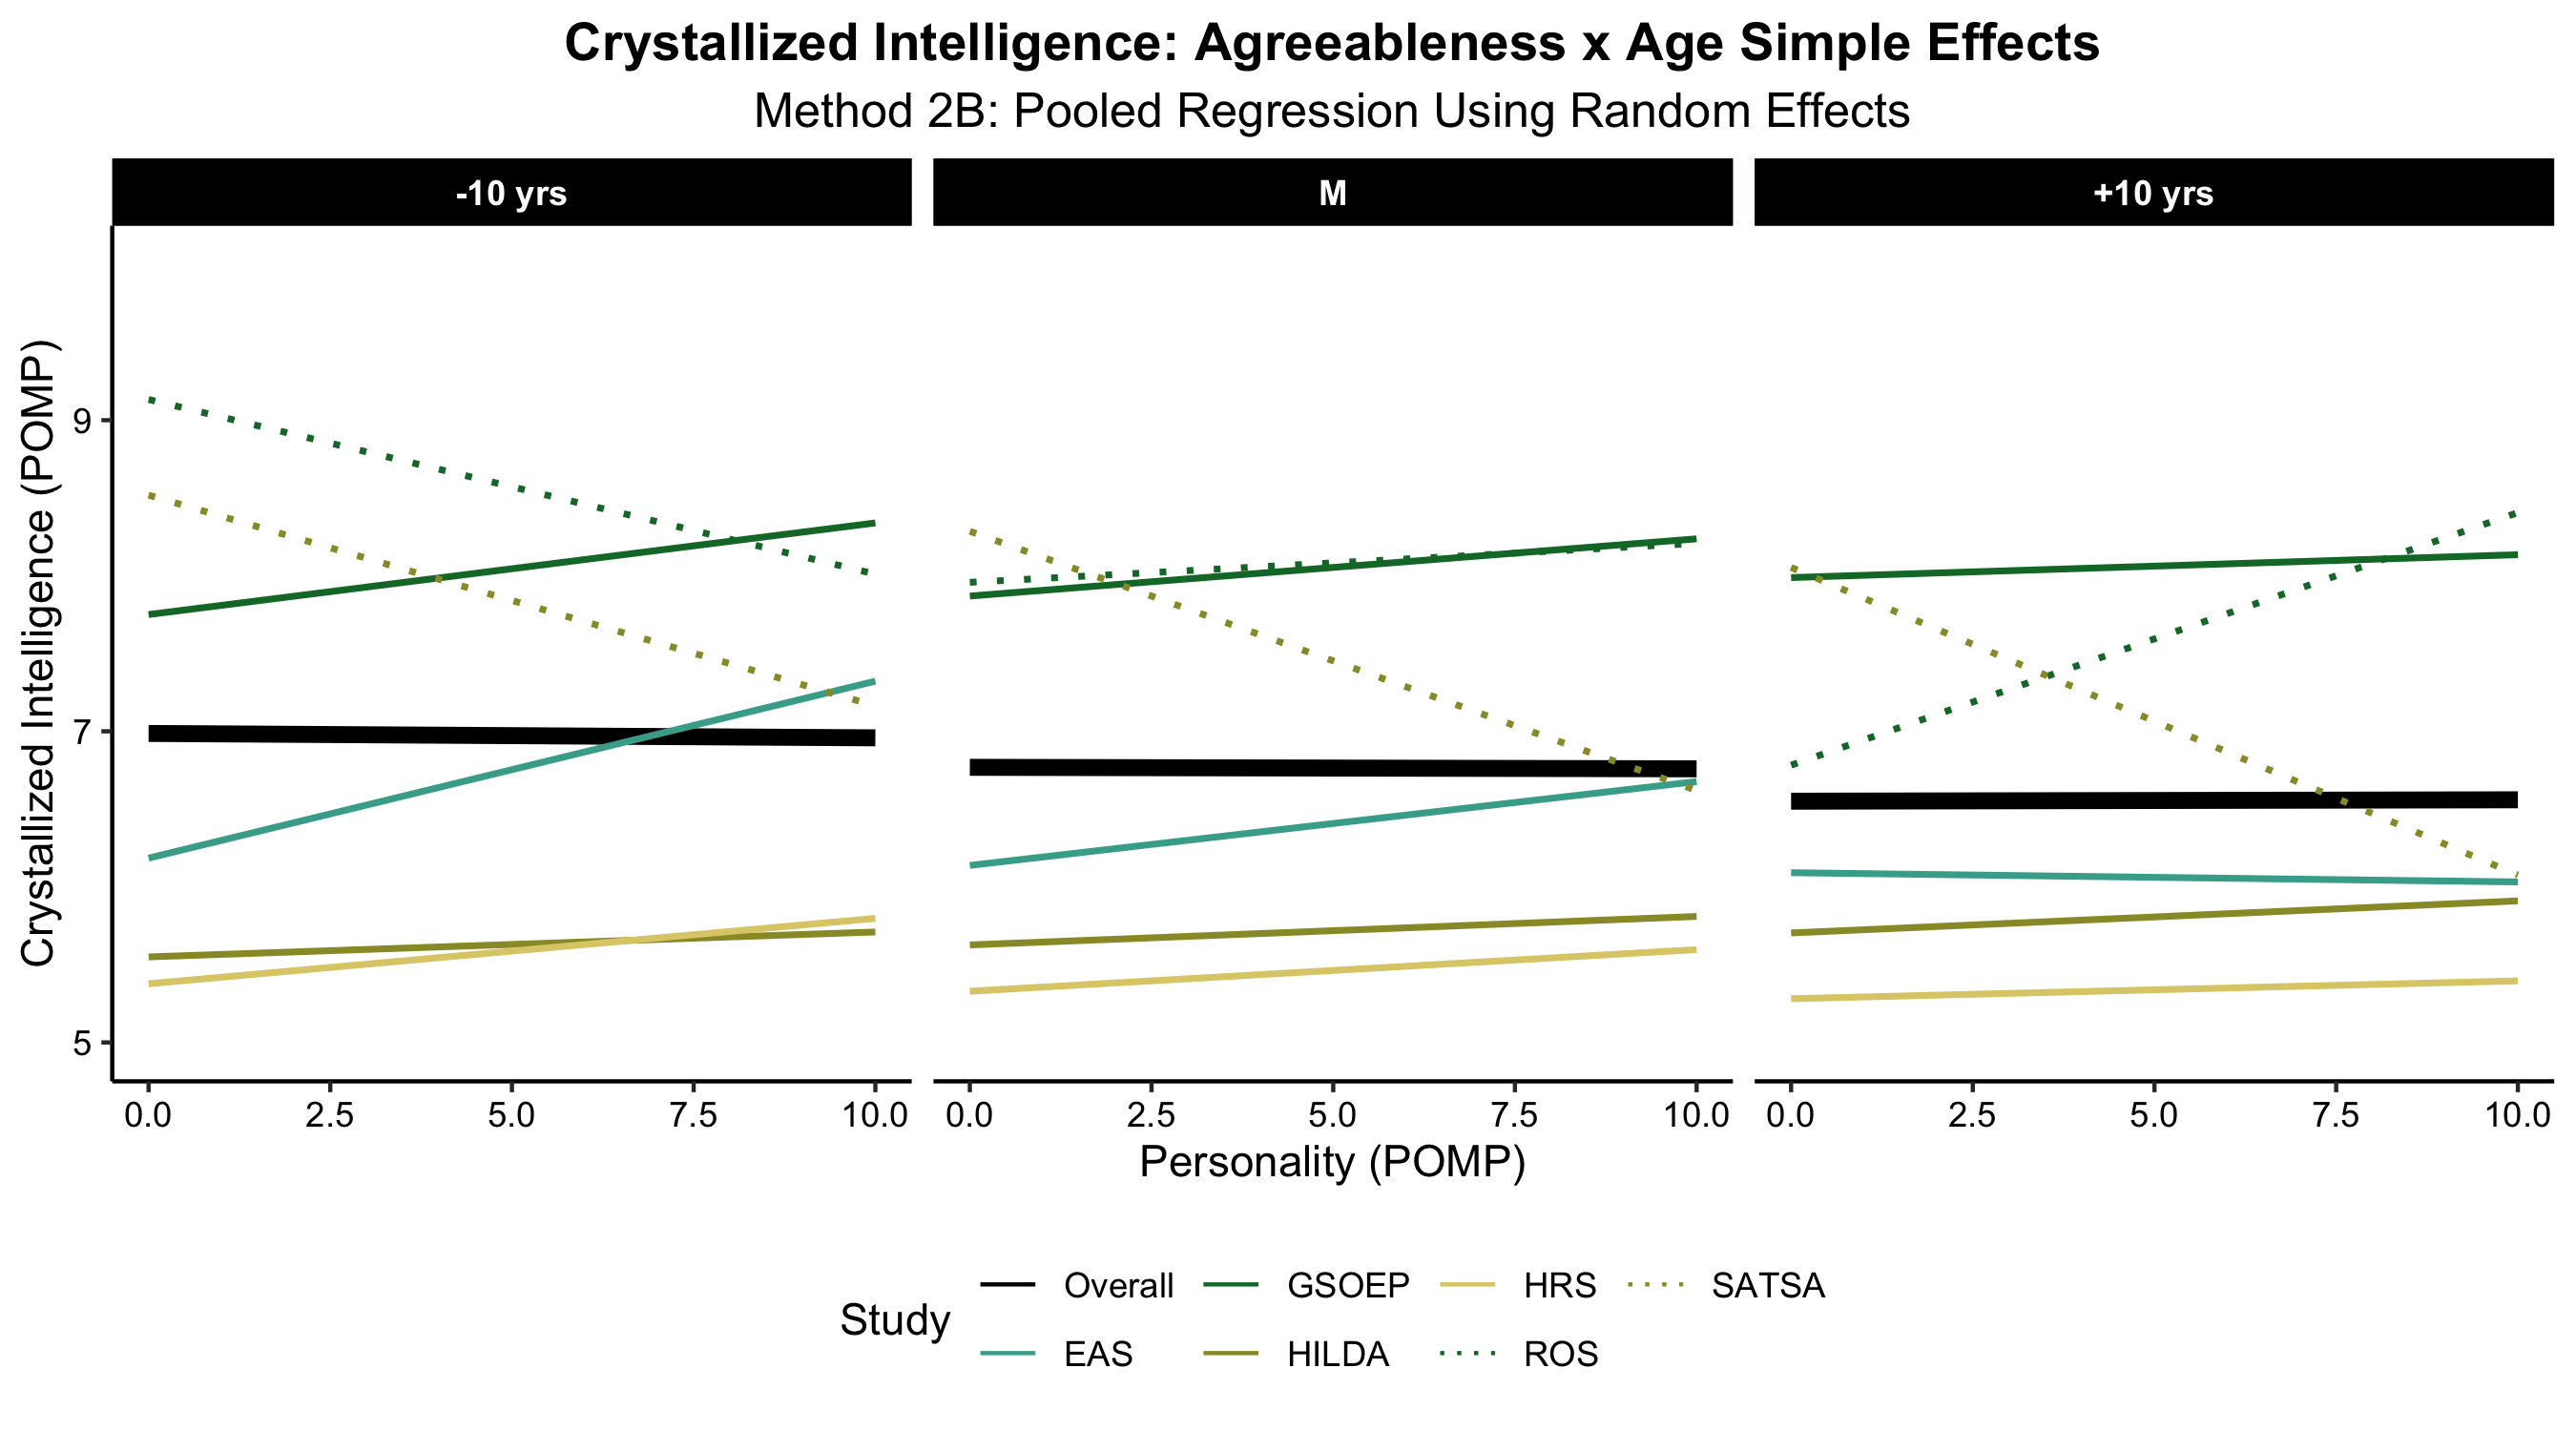 Crystallized Intelligence: Agreeableness x Age Simple Effects
Method 2B: Pooled Regression Using Random Effects
-10 yrs
M
+10 yrs
Crystallized Intelligence (POMP)
9
7
5
0.0 2.5 5.0 7.5 10.0
0.0 2.5 5.0 7.5 10.0
0.0 2.5 5.0 7.5 10.0
Personality (POMP)
Study
Overall GSOEP HRS SATSA
EAS HILDA ROS